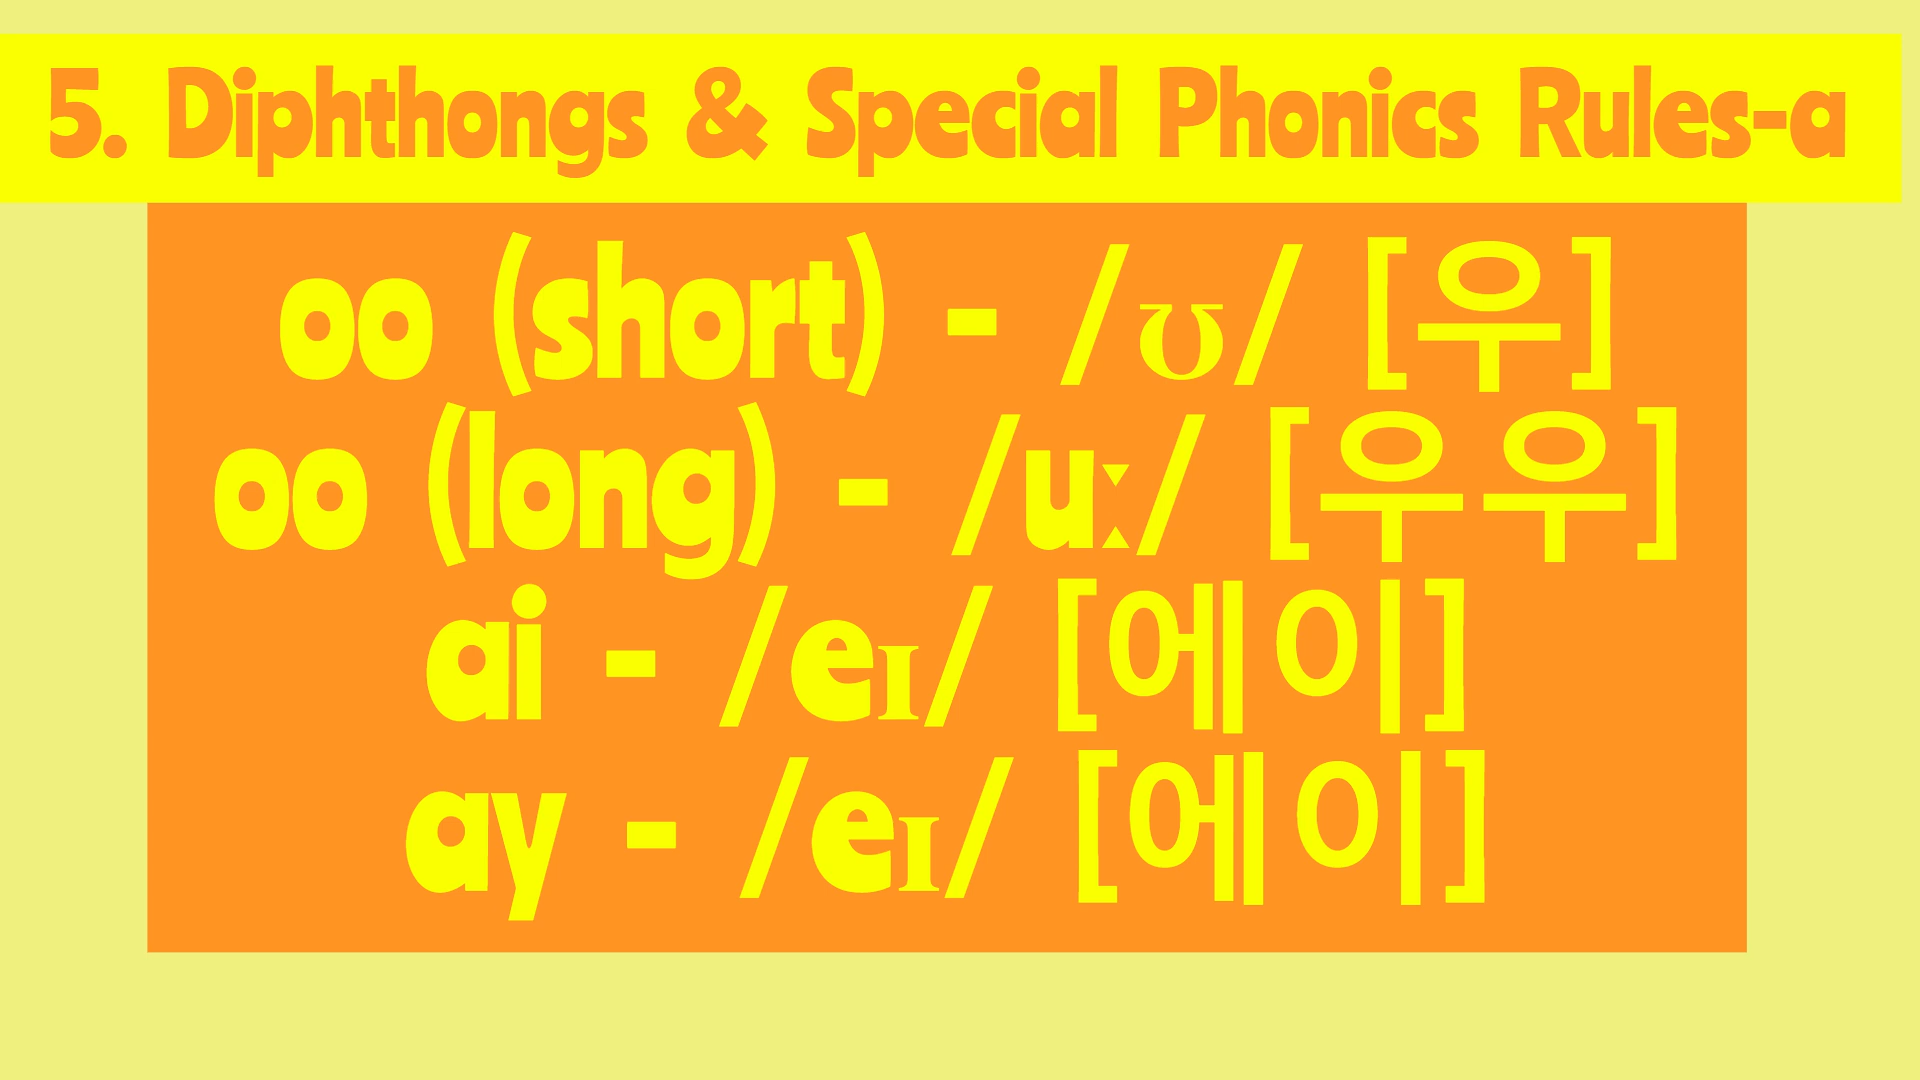 5. Diphthongs & Special Phonics Rules-a
oo (short) - /ʊ/ [우]
oo (long) - /uː/ [우우]
ai - /eɪ/ [에이]
ay - /eɪ/ [에이]